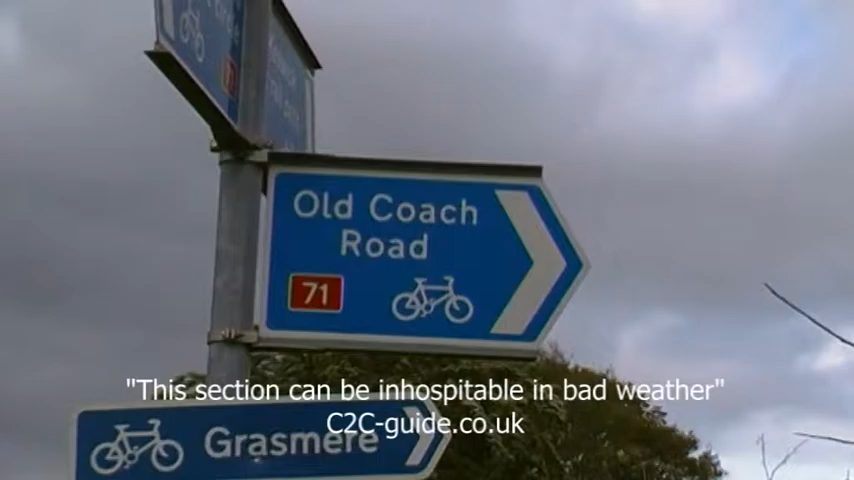 Old Coach
Road
71
"This section can be inhospitable in bad weather"
C2C-guide.co.uk
Grasmere